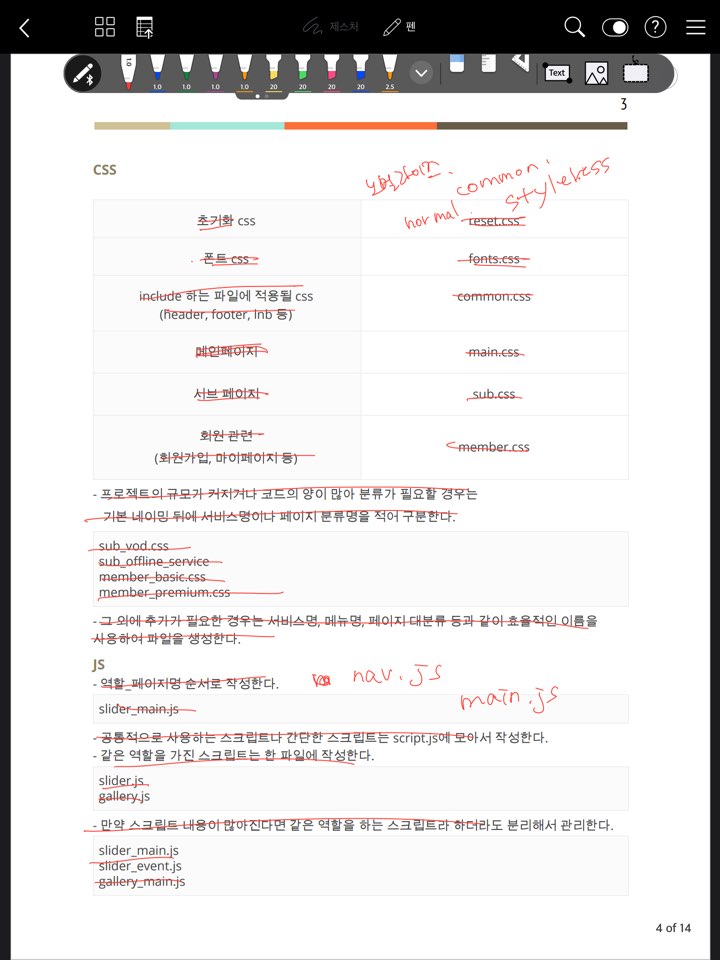 제스처 펜
1.0 1.0 1.0 1.0 1.0 20 20 20 20 2.5 Text
3
CSS
노멀라이즈. common.
normal. styleless
초기화 css reset.css
폰트 css fonts.css
include 하는 파일에 적용될 css common.css
(header, footer, lnb 등)
메인페이지 main.css
서브 페이지 sub.css
회원 관련 member.css
(회원가입, 마이페이지 등)
- 프로젝트의 규모가 커지거나 코드의 양이 많아 분류가 필요할 경우는
기본 네이밍 뒤에 서비스명이나 페이지 분류명을 적어 구분한다.
sub_vod.css
sub_offline_service
member_basic.css
member_premium.css
- 그 외에 추가가 필요한 경우는 서비스명, 메뉴명, 페이지 대분류 등과 같이 효율적인 이름을
사용하여 파일을 생성한다.
JS
- 역할_페이지명 순서로 작성한다. nav.js
slider_main.js main.js
- 공통적으로 사용하는 스크립트나 간단한 스크립트는 script.js에 모아서 작성한다.
- 같은 역할을 가진 스크립트는 한 파일에 작성한다.
slider.js
gallery.js
- 만약 스크립트 내용이 많아진다면 같은 역할을 하는 스크립트라 하더라도 분리해서 관리한다.
slider_main.js
slider_event.js
gallery_main.js
4 of 14